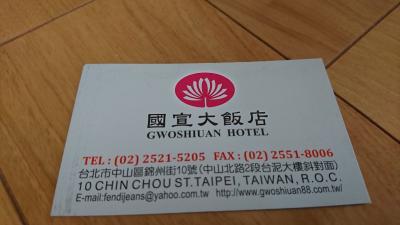 國宣大飯店
GWOSHIUAN HOTEL
TEL : (02) 2521-5205 FAX : (02) 2551-8006
台北市中山區錦州街10號(中山北路2段台泥大樓斜對面)
10 CHIN CHOU ST.TAIPEI, TAIWAN, R.O.C.
E-mail:fendijeans@yahoo.com.tw http://www.gwoshiuan88.com.tw/